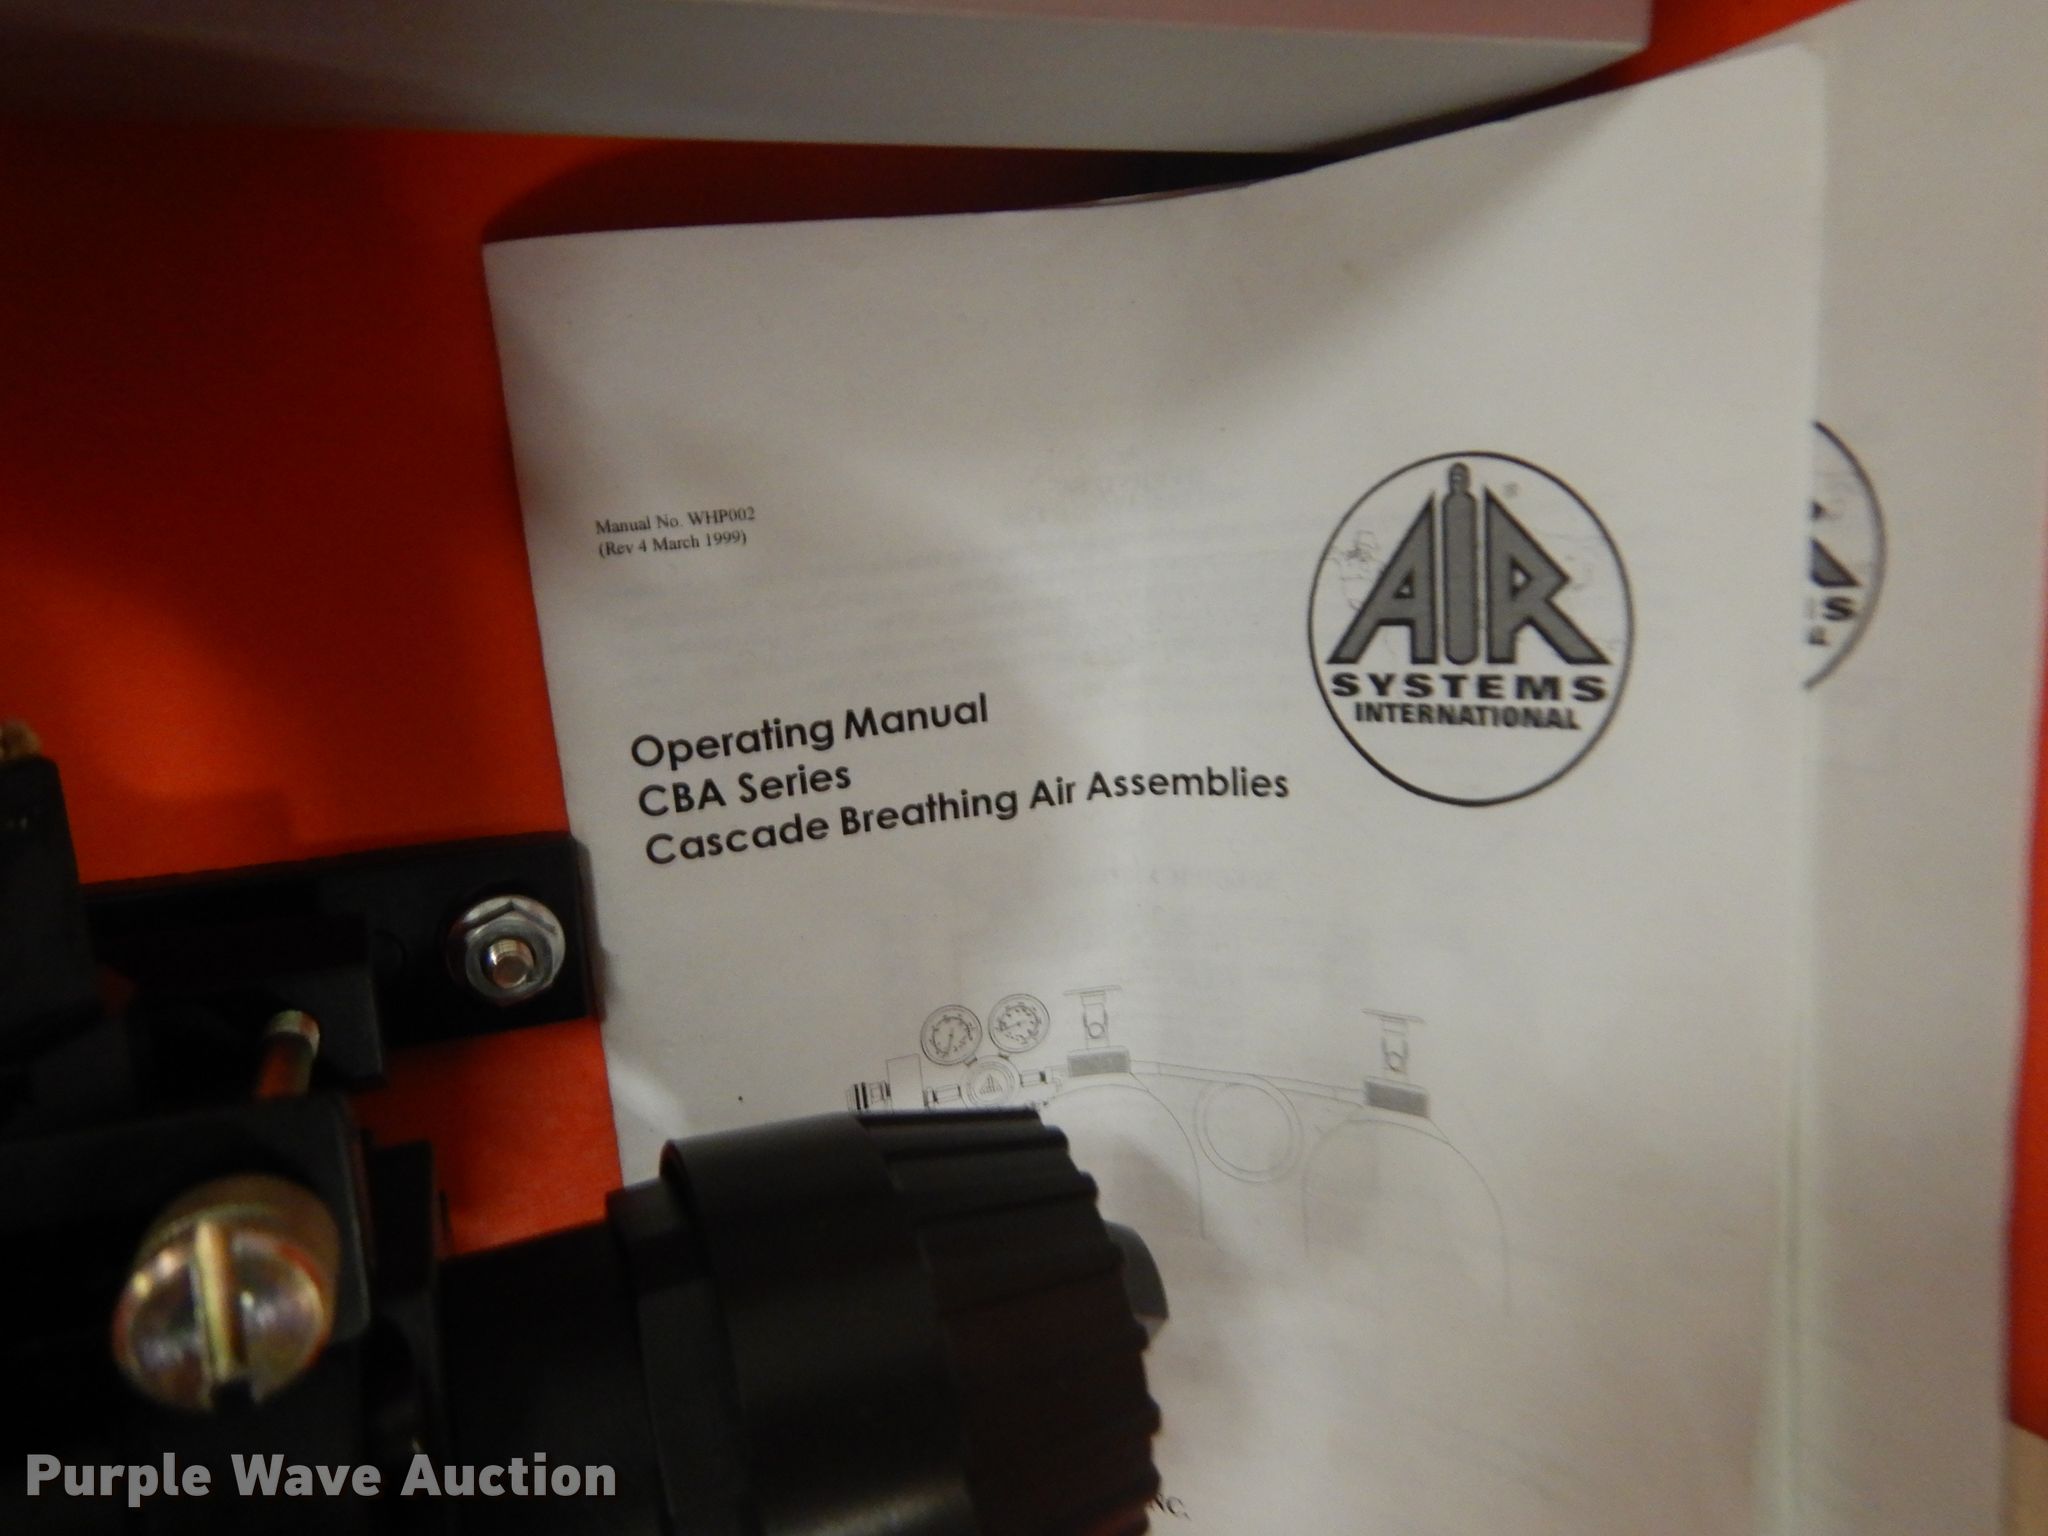 Manual No. WHP002
(Rev 4 March 1999)
AIR
SYSTEMS
INTERNATIONAL
®
Operating Manual
CBA Series
Cascade Breathing Air Assemblies
S
NC.
Purple Wave Auction